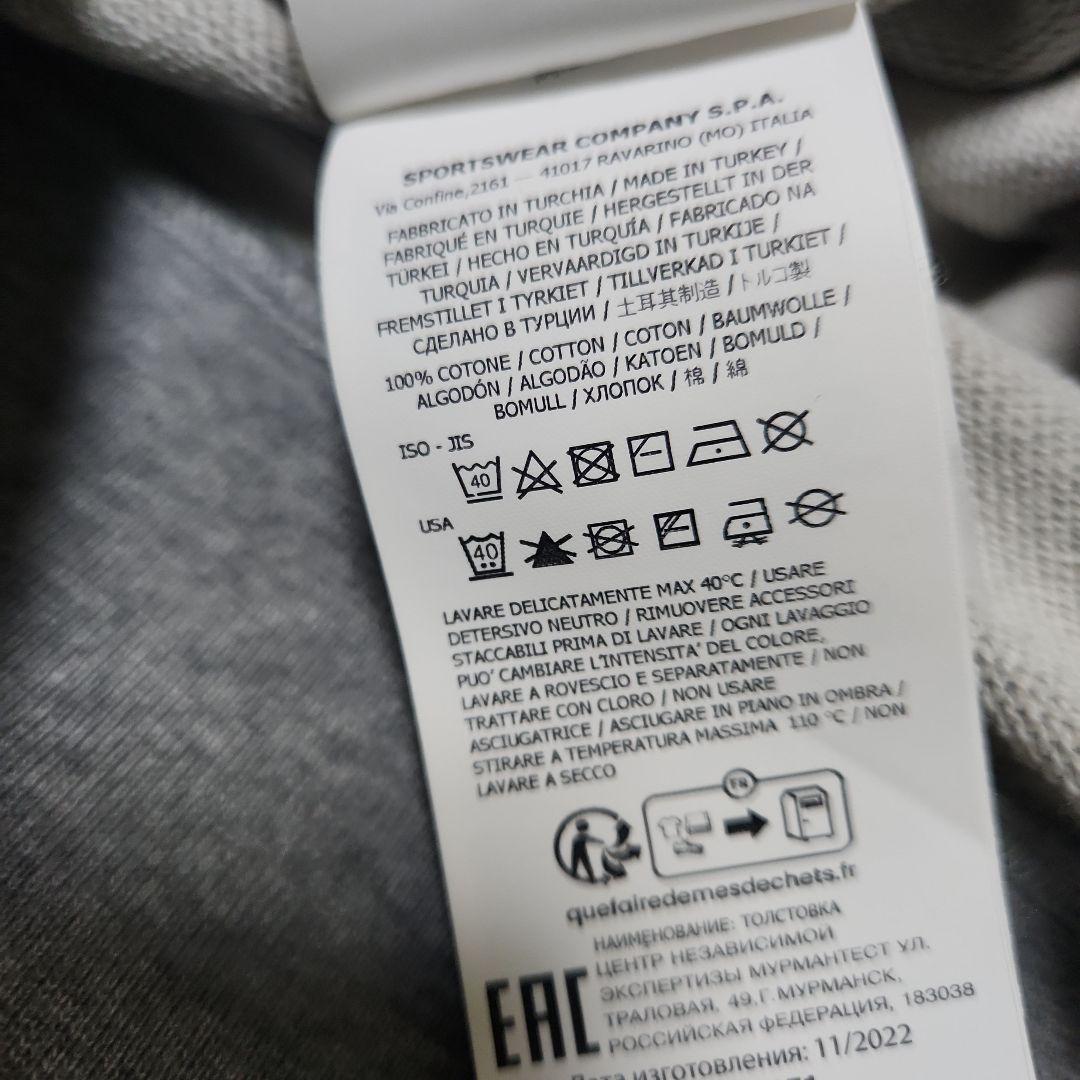 SPORTSWEAR COMPANY S.P.A.
Via Confine,2161 — 41017 RAVARINO (MO) ITALIA
FABBRICATO IN TURCHIA / MADE IN TURKEY /
FABRIQUÉ EN TURQUIE / HERGESTELLT IN DER
TÜRKEI / HECHO EN TURQUÍA / FABRICADO NA
TURQUIA / VERVAARDIGD IN TURKIJE /
FREMSTILLET I TYRKIET / TILLVERKAD I TURKIET /
СДЕЛАНО В ТУРЦИИ / 土耳其制造 / トルコ製
100% COTONE / COTTON / COTON / BAUMWOLLE /
ALGODÓN / ALGODÃO / KATOEN / BOMULD /
BOMULL / ХЛОПОК / 棉 / 綿
ISO - JIS
40
USA
40
LAVARE DELICATAMENTE MAX 40°C / USARE
DETERSIVO NEUTRO / RIMUOVERE ACCESSORI
STACCABILI PRIMA DI LAVARE / OGNI LAVAGGIO
PUO' CAMBIARE L'INTENSITA' DEL COLORE,
LAVARE A ROVESCIO E SEPARATAMENTE / NON
TRATTARE CON CLORO / NON USARE
ASCIUGATRICE / ASCIUGARE IN PIANO IN OMBRA /
STIRARE A TEMPERATURA MASSIMA 110 °C / NON
LAVARE A SECCO
FR
quefairedemesdechets.fr
НАИМЕНОВАНИЕ: ТОЛСТОВКА
ЦЕНТР НЕЗАВИСИМОЙ
ЭКСПЕРТИЗЫ МУРМАНТЕСТ УЛ.
ТРАЛОВАЯ, 49,Г.МУРМАНСК,
РОССИЙСКАЯ ФЕДЕРАЦИЯ, 183038
EAC
Дата изготовления: 11/2022